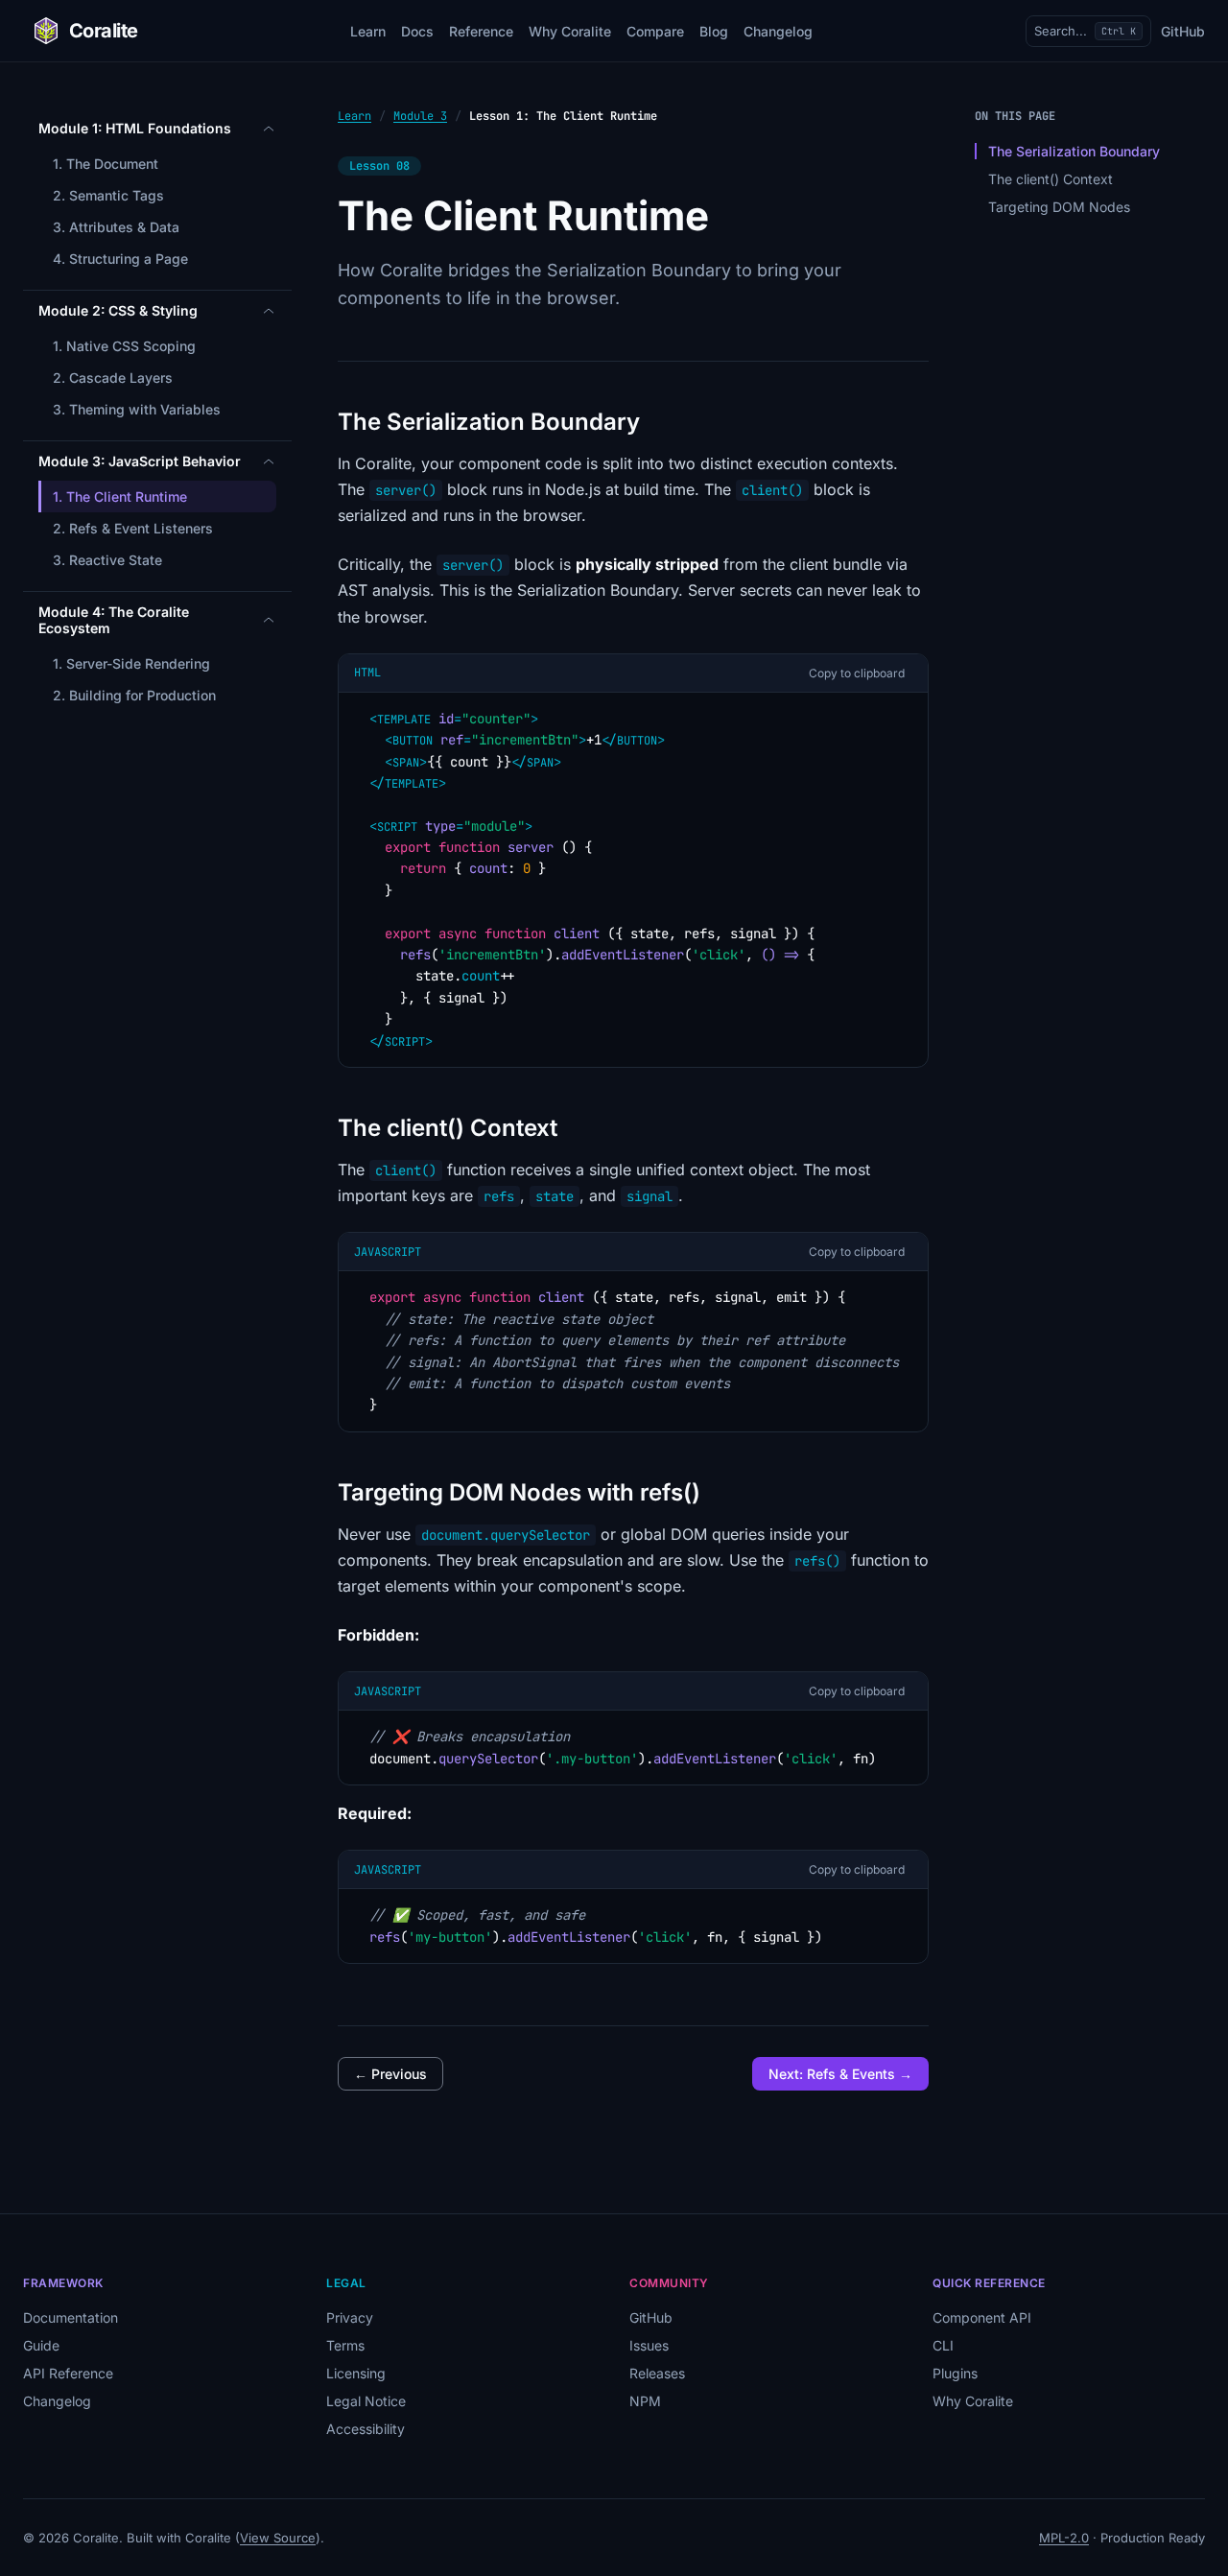 Coralite
Learn Docs Reference Why Coralite Compare Blog Changelog
Search... Ctrl K GitHub
Module 1: HTML Foundations
1. The Document
2. Semantic Tags
3. Attributes & Data
4. Structuring a Page
Module 2: CSS & Styling
1. Native CSS Scoping
2. Cascade Layers
3. Theming with Variables
Module 3: JavaScript Behavior
1. The Client Runtime
2. Refs & Event Listeners
3. Reactive State
Module 4: The Coralite
Ecosystem
1. Server-Side Rendering
2. Building for Production
Learn / Module 3 / Lesson 1: The Client Runtime
Lesson 08
The Client Runtime
How Coralite bridges the Serialization Boundary to bring your
components to life in the browser.
The Serialization Boundary
In Coralite, your component code is split into two distinct execution contexts.
The server() block runs in Node.js at build time. The client() block is
serialized and runs in the browser.
Critically, the server() block is physically stripped from the client bundle via
AST analysis. This is the Serialization Boundary. Server secrets can never leak to
the browser.
HTML Copy to clipboard
<TEMPLATE id="counter">
  <BUTTON ref="incrementBtn">+1</BUTTON>
  <SPAN>{{ count }}</SPAN>
</TEMPLATE>
<SCRIPT type="module">
  export function server () {
    return { count: 0 }
  }
  export async function client ({ state, refs, signal }) {
    refs('incrementBtn').addEventListener('click', () => {
      state.count++
    }, { signal })
  }
</SCRIPT>
The client() Context
The client() function receives a single unified context object. The most
important keys are refs, state, and signal.
JAVASCRIPT Copy to clipboard
export async function client ({ state, refs, signal, emit }) {
  // state: The reactive state object
  // refs: A function to query elements by their ref attribute
  // signal: An AbortSignal that fires when the component disconnects
  // emit: A function to dispatch custom events
}
Targeting DOM Nodes with refs()
Never use document.querySelector or global DOM queries inside your
components. They break encapsulation and are slow. Use the refs() function to
target elements within your component's scope.
Forbidden:
JAVASCRIPT Copy to clipboard
// ❌ Breaks encapsulation
document.querySelector('.my-button').addEventListener('click', fn)
Required:
JAVASCRIPT Copy to clipboard
// ✅ Scoped, fast, and safe
refs('my-button').addEventListener('click', fn, { signal })
← Previous
Next: Refs & Events →
ON THIS PAGE
The Serialization Boundary
The client() Context
Targeting DOM Nodes
FRAMEWORK
Documentation
Guide
API Reference
Changelog
LEGAL
Privacy
Terms
Licensing
Legal Notice
Accessibility
COMMUNITY
GitHub
Issues
Releases
NPM
QUICK REFERENCE
Component API
CLI
Plugins
Why Coralite
© 2026 Coralite. Built with Coralite (View Source).
MPL-2.0 · Production Ready